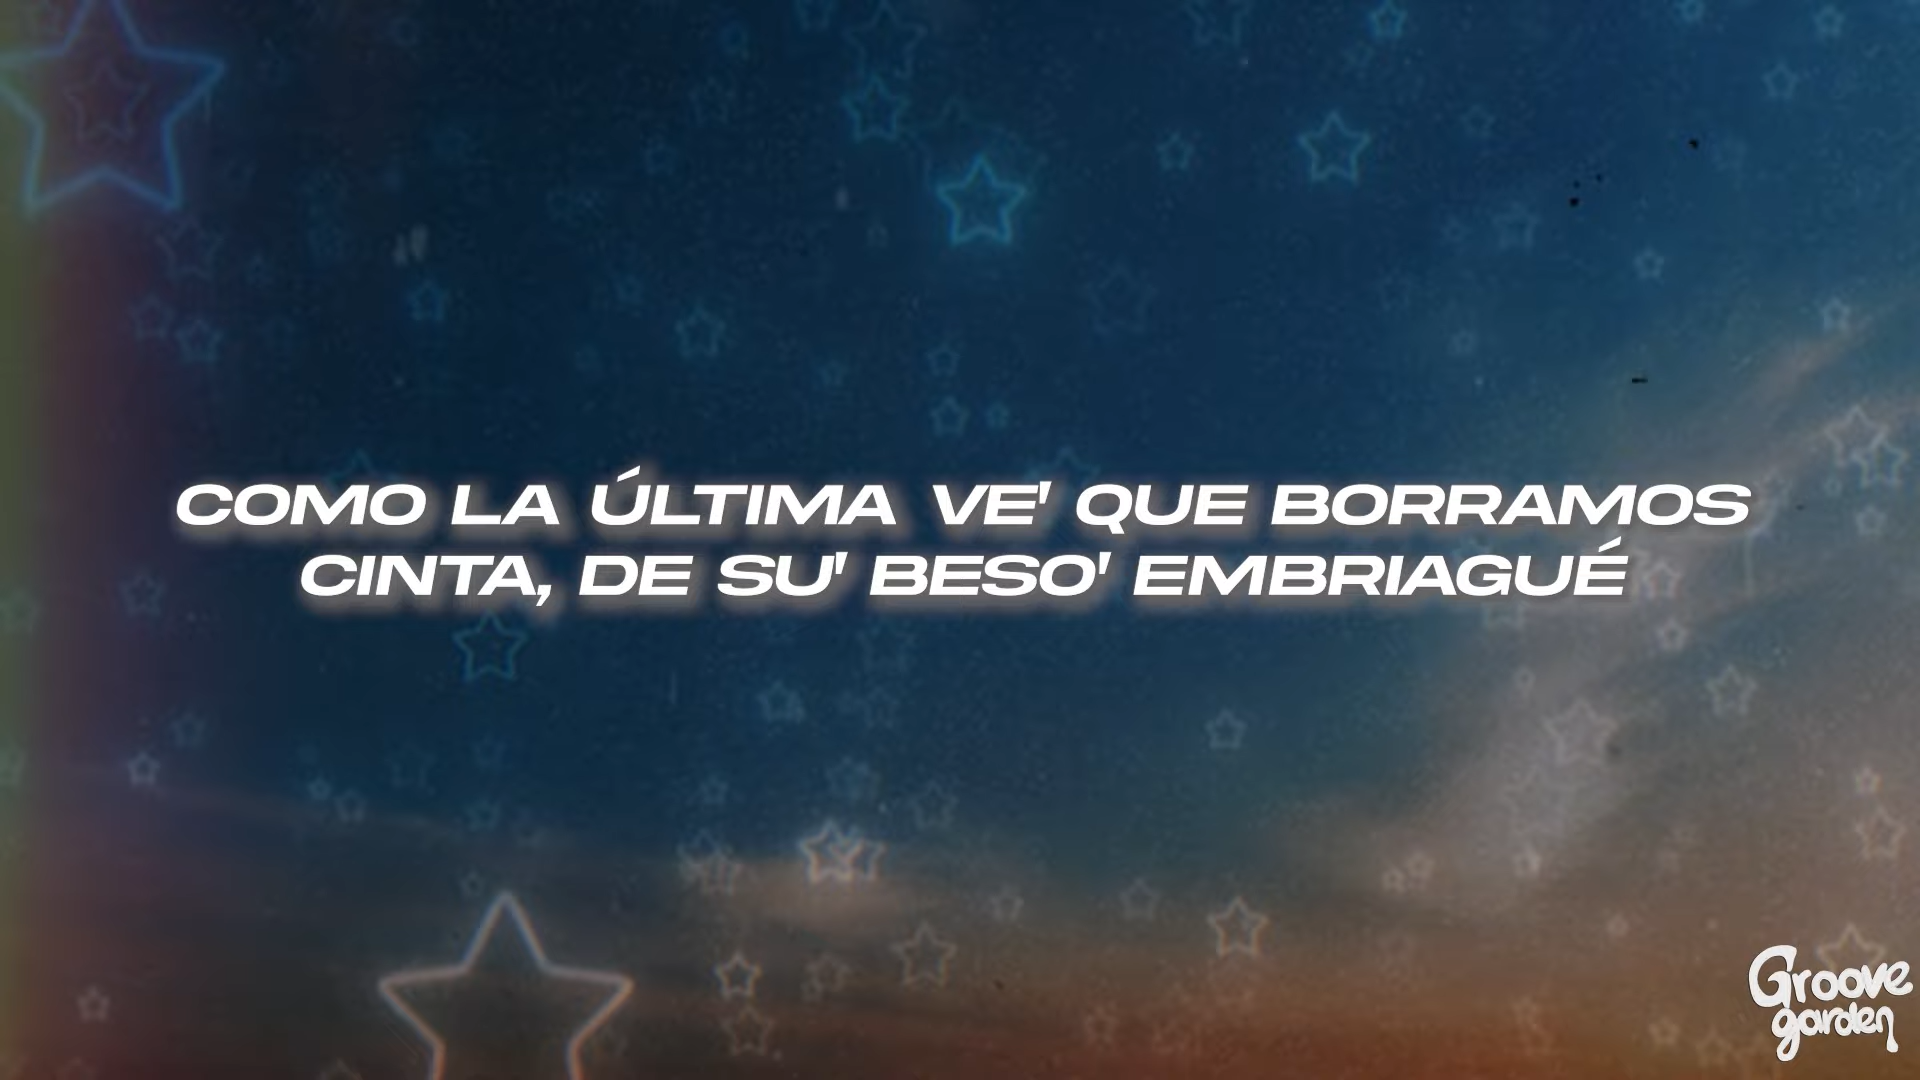 COMO LA ÚLTIMA VE' QUE BORRAMOS
CINTA, DE SU' BESO' EMBRIAGUÉ
Groove
garden